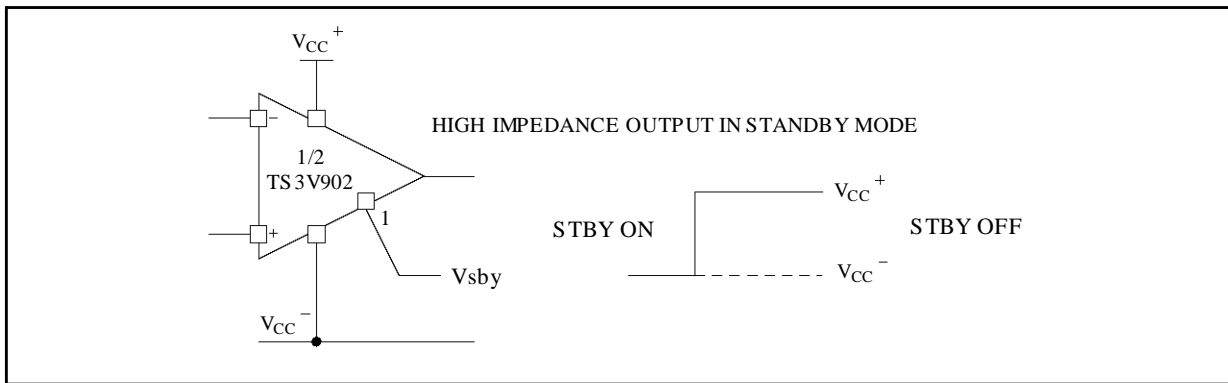 VCC+
−
HIGH IMPEDANCE OUTPUT IN STANDBY MODE
1/2
TS3V902
VCC+
1
+
STBY ON
STBY OFF
Vsby
VCC−
VCC−